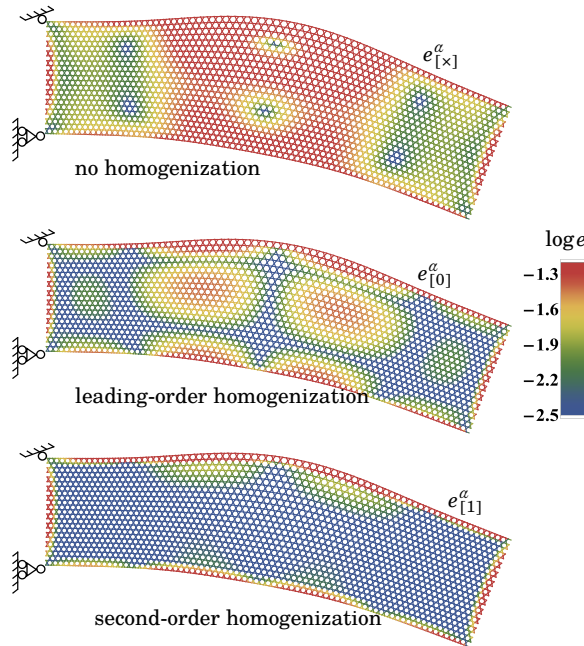 e^α_[×]
no homogenization
log e
−1.3
e^α_[0]
−1.6
−1.9
−2.2
leading-order homogenization
−2.5
e^α_[1]
second-order homogenization